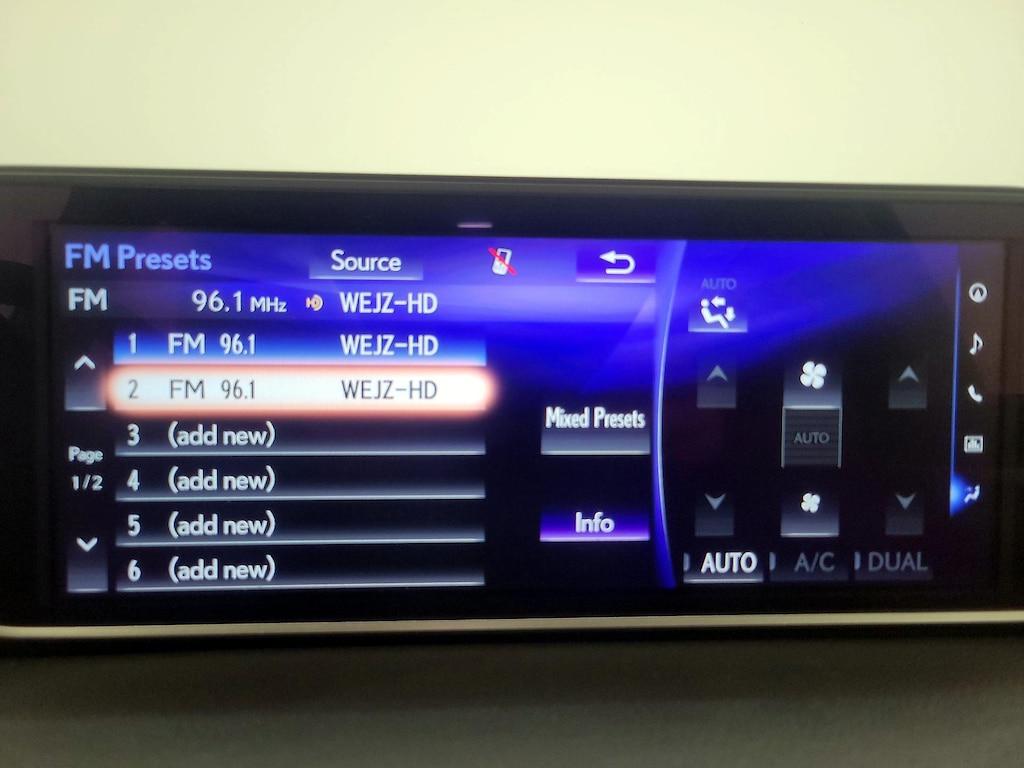 FM Presets Source
FM 96.1 MHz WEJZ-HD
1 FM 96.1 WEJZ-HD
2 FM 96.1 WEJZ-HD
3 (add new)
4 (add new)
5 (add new)
6 (add new)
Page
1/2
Mixed Presets
Info
AUTO
AUTO
AUTO A/C DUAL